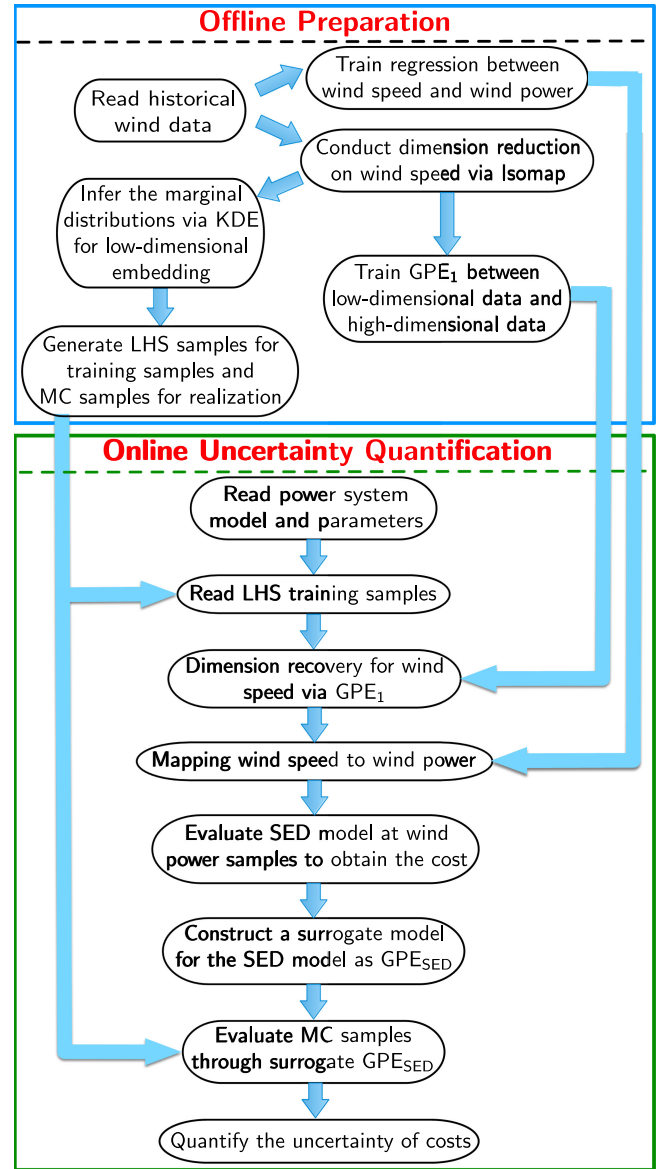 Offline Preparation
Train regression between
wind speed and wind power
Read historical
wind data
Conduct dimension reduction
on wind speed via Isomap
Infer the marginal
distributions via KDE
for low-dimensional
embedding
Train GPE₁ between
low-dimensional data and
high-dimensional data
Generate LHS samples for
training samples and
MC samples for realization
Online Uncertainty Quantification
Read power system
model and parameters
Read LHS training samples
Dimension recovery for wind
speed via GPE₁
Mapping wind speed to wind power
Evaluate SED model at wind
power samples to obtain the cost
Construct a surrogate model
for the SED model as GPE_SED
Evaluate MC samples
through surrogate GPE_SED
Quantify the uncertainty of costs